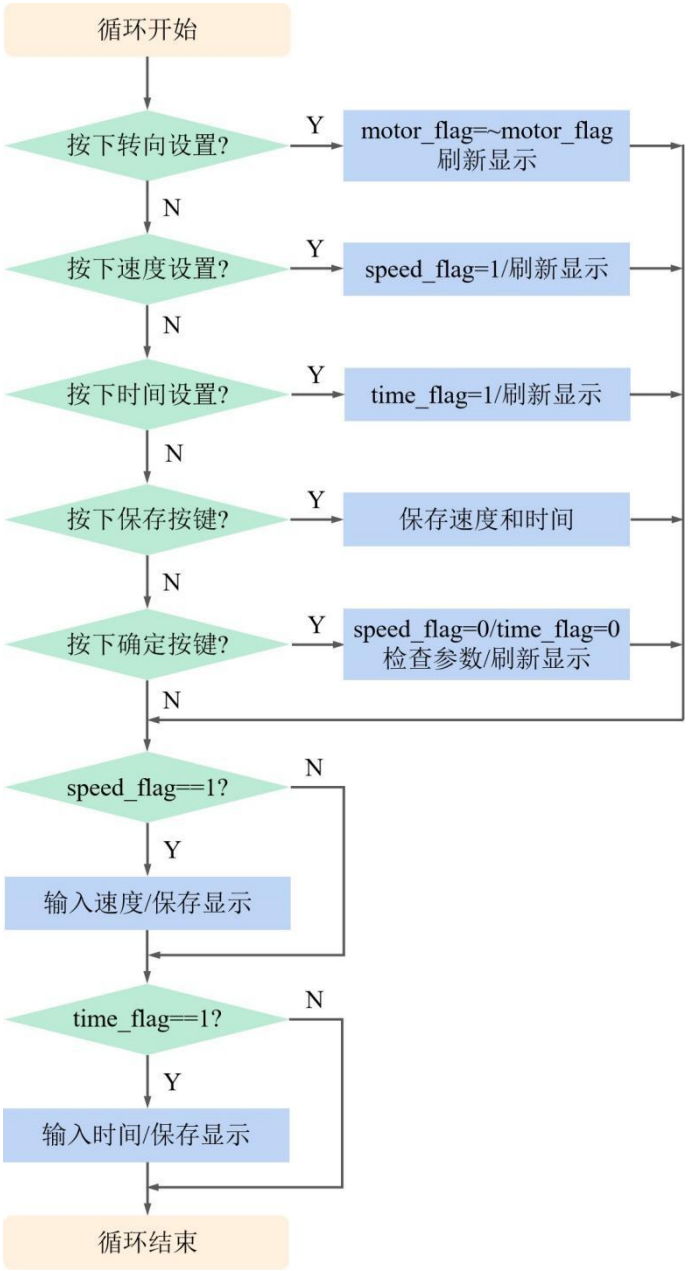 循环开始
按下转向设置?
Y
motor_flag=~motor_flag
刷新显示
N
按下速度设置?
Y
speed_flag=1/刷新显示
N
按下时间设置?
Y
time_flag=1/刷新显示
N
按下保存按键?
Y
保存速度和时间
N
按下确定按键?
Y
speed_flag=0/time_flag=0
检查参数/刷新显示
N
speed_flag==1?
N
Y
输入速度/保存显示
time_flag==1?
N
Y
输入时间/保存显示
循环结束